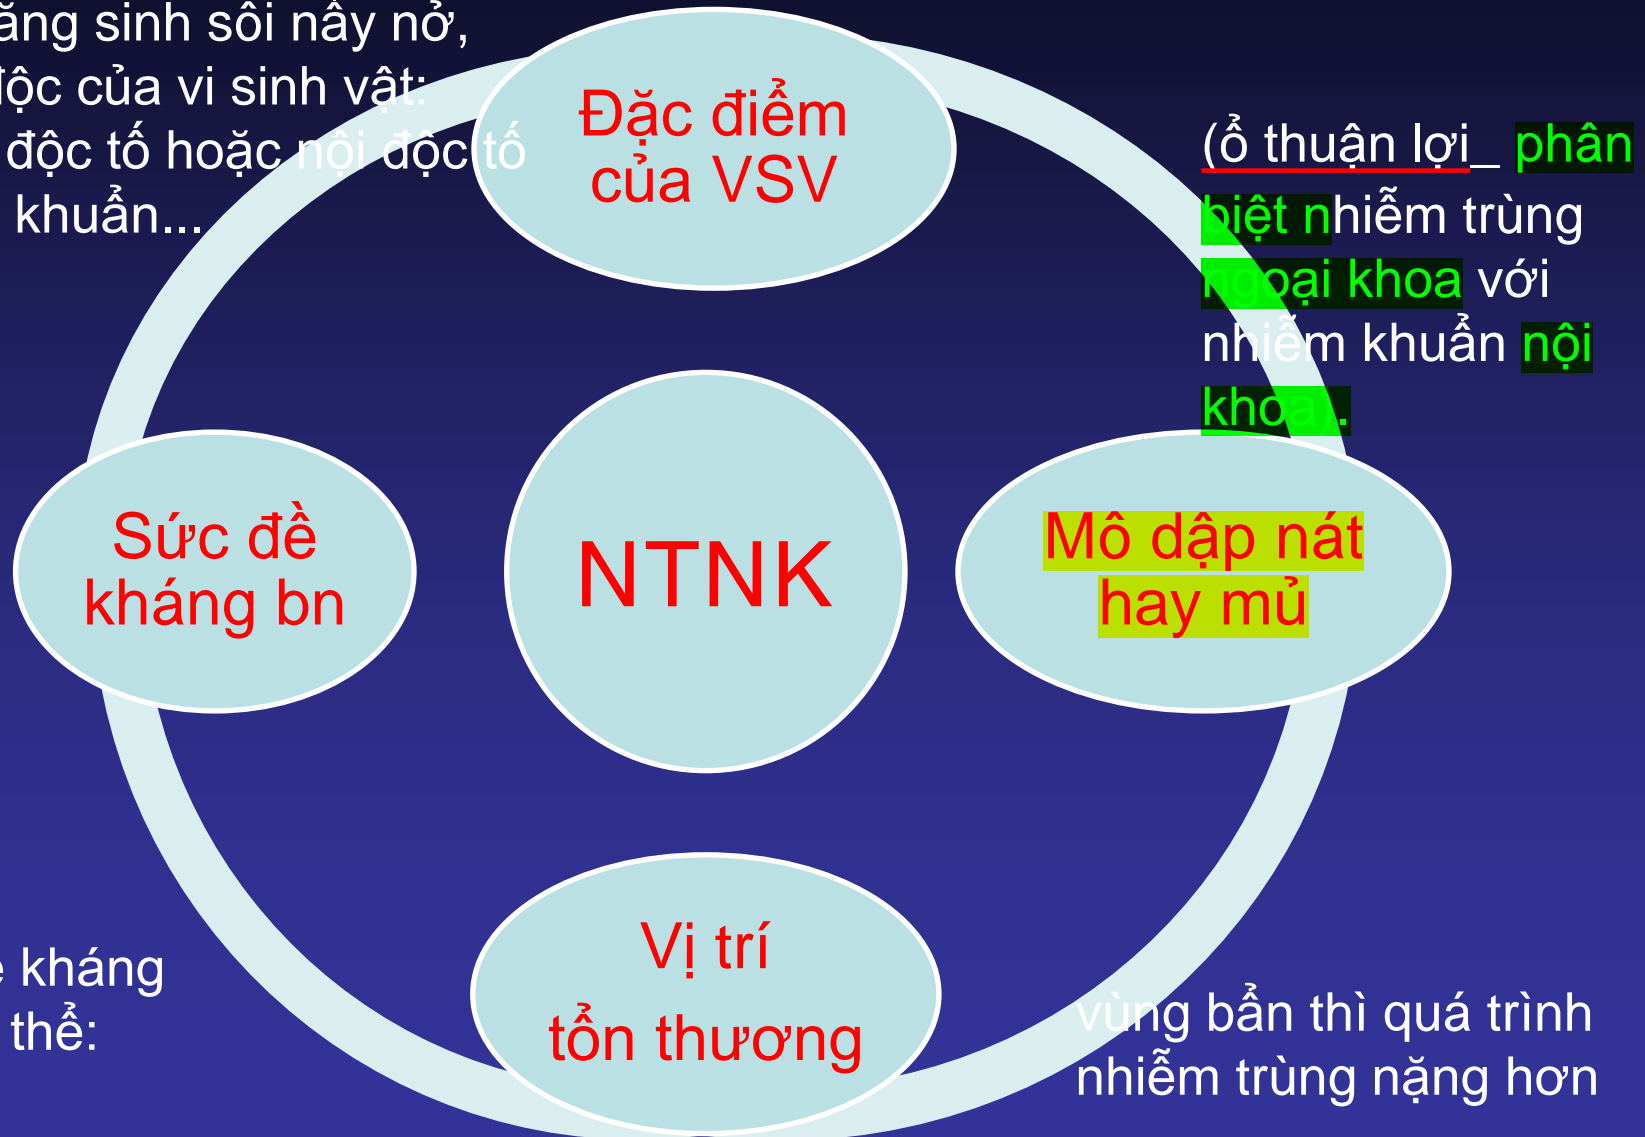 ăng sinh sôi nẩy nở,
độc của vi sinh vật:
độc tố hoặc nội độc tố
khuẩn...
Đặc điểm
của VSV
(ổ thuận lợi_ phân
biệt nhiễm trùng
ngoại khoa với
nhiễm khuẩn nội
khoa).
Sức đề
kháng bn
NTNK
Mô dập nát
hay mủ
Vị trí
tổn thương
kháng
thể:
vùng bẩn thì quá trình
nhiễm trùng nặng hơn